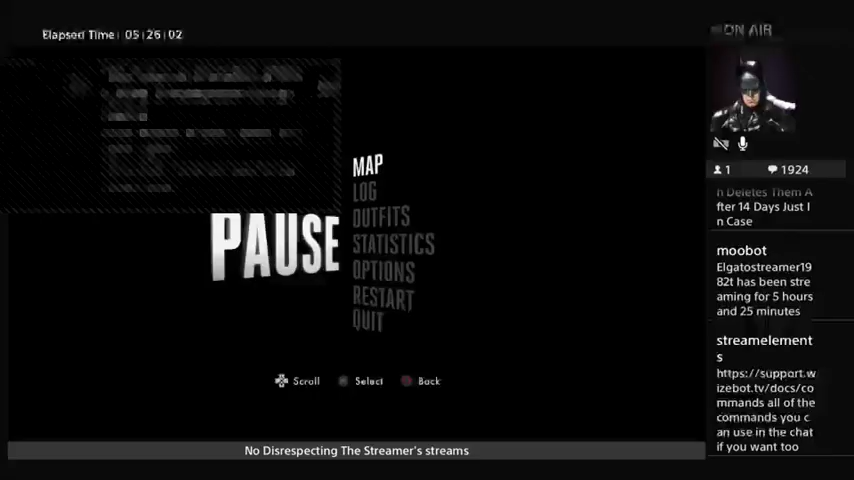 Elapsed Time | 05|26|02
ON AIR
1 1924
MAP
LOG
OUTFITS
STATISTICS
OPTIONS
RESTART
QUIT
PAUSE
Scroll Select Back
No Disrespecting The Streamer's streams
n Deletes Them A
fter 14 Days Just I
n Case
moobot
Elgatostreamer19
82t has been stre
aming for 5 hours
and 25 minutes
streamelement
s
https://support.w
izebot.tv/docs/co
mmands all of the
commands you c
an use in the chat
if you want too